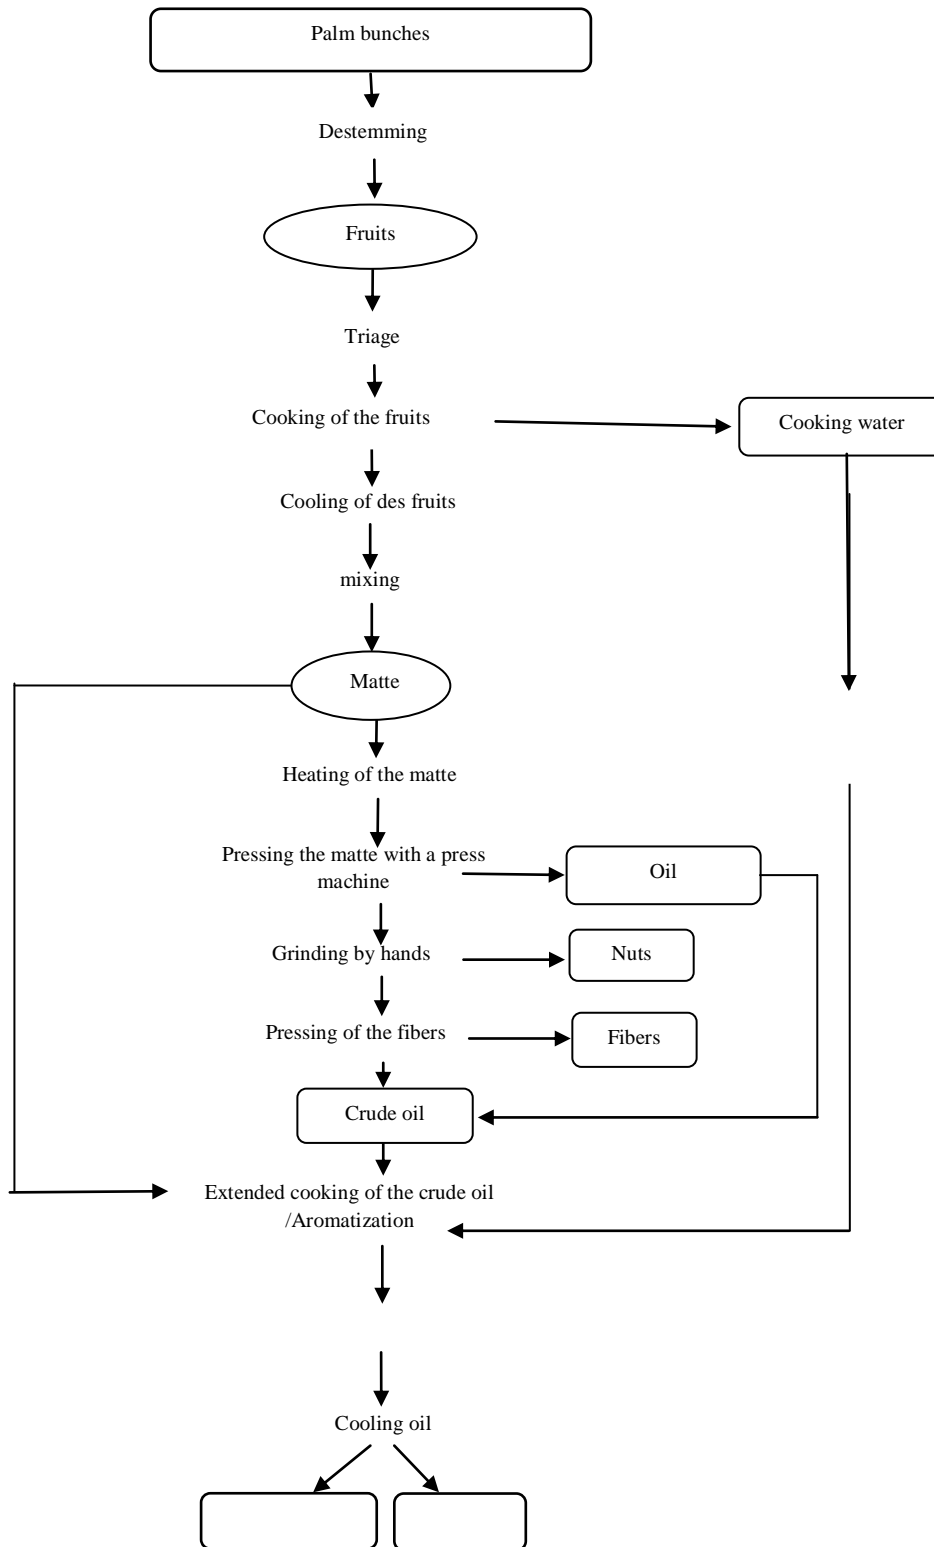 Palm bunches
Destemming
Fruits
Triage
Cooking of the fruits
Cooking water
Cooling of des fruits
mixing
Matte
Heating of the matte
Pressing the matte with a press
machine
Oil
Grinding by hands
Nuts
Pressing of the fibers
Fibers
Crude oil
Extended cooking of the crude oil
/Aromatization
Cooling oil